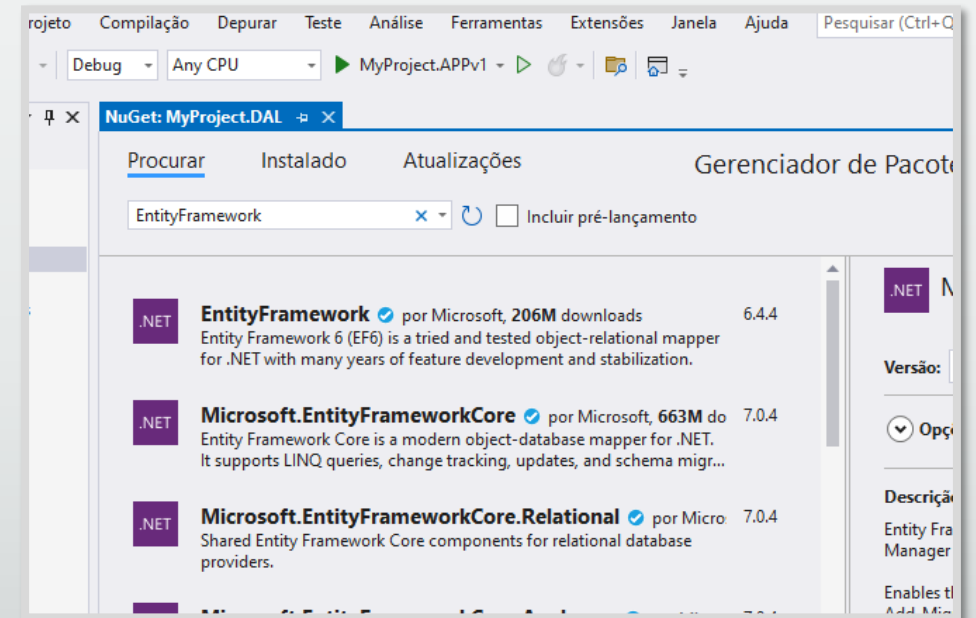 rojeto Compilação Depurar Teste Análise Ferramentas Extensões Janela Ajuda Pesquisar (Ctrl+Q
Debug Any CPU MyProject.APPv1
NuGet: MyProject.DAL
Procurar Instalado Atualizações Gerenciador de Pacote
EntityFramework Incluir pré-lançamento
.NET EntityFramework por Microsoft, 206M downloads 6.4.4
Entity Framework 6 (EF6) is a tried and tested object-relational mapper
for .NET with many years of feature development and stabilization.
.NET Microsoft.EntityFrameworkCore por Microsoft, 663M do 7.0.4
Entity Framework Core is a modern object-database mapper for .NET.
It supports LINQ queries, change tracking, updates, and schema migr...
.NET Microsoft.EntityFrameworkCore.Relational por Micro 7.0.4
Shared Entity Framework Core components for relational database
providers.
.NET
Versão:
Opçõ
Descrição
Entity Fra
Manager
Enables t